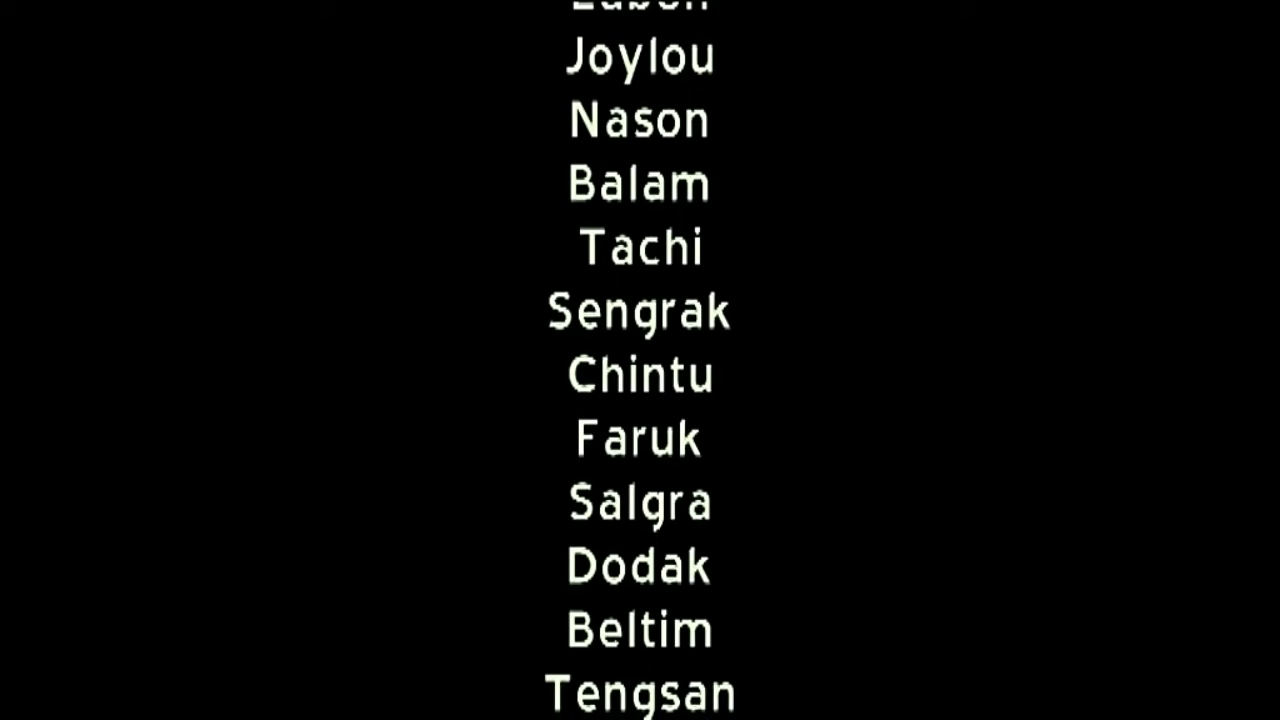 Joylou
Nason
Balam
Tachi
Sengrak
Chintu
Faruk
Salgra
Dodak
Beltim
Tengsan